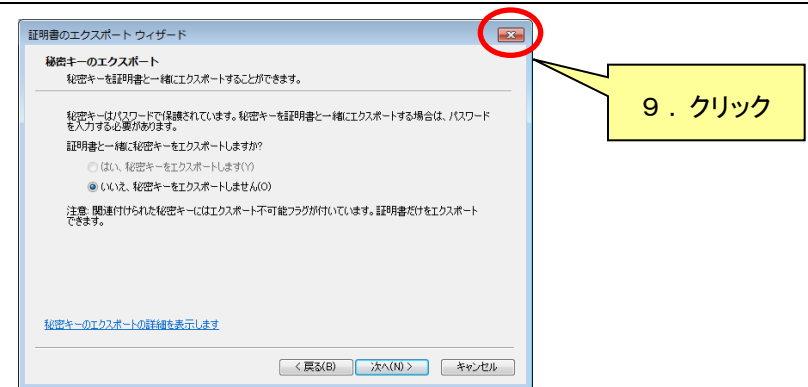 証明書のエクスポート ウィザード
秘密キーのエクスポート
秘密キーを証明書と一緒にエクスポートすることができます。
9．クリック
秘密キーはパスワードで保護されています。秘密キーを証明書と一緒にエクスポートする場合は、パスワード
を入力する必要があります。
証明書と一緒に秘密キーをエクスポートしますか?
はい、秘密キーをエクスポートします(Y)
いいえ、秘密キーをエクスポートしません(O)
注意: 関連付けられた秘密キーにはエクスポート不可能フラグが付いています。証明書だけをエクスポート
できます。
秘密キーのエクスポートの詳細を表示します
< 戻る(B) 次へ(N) > キャンセル